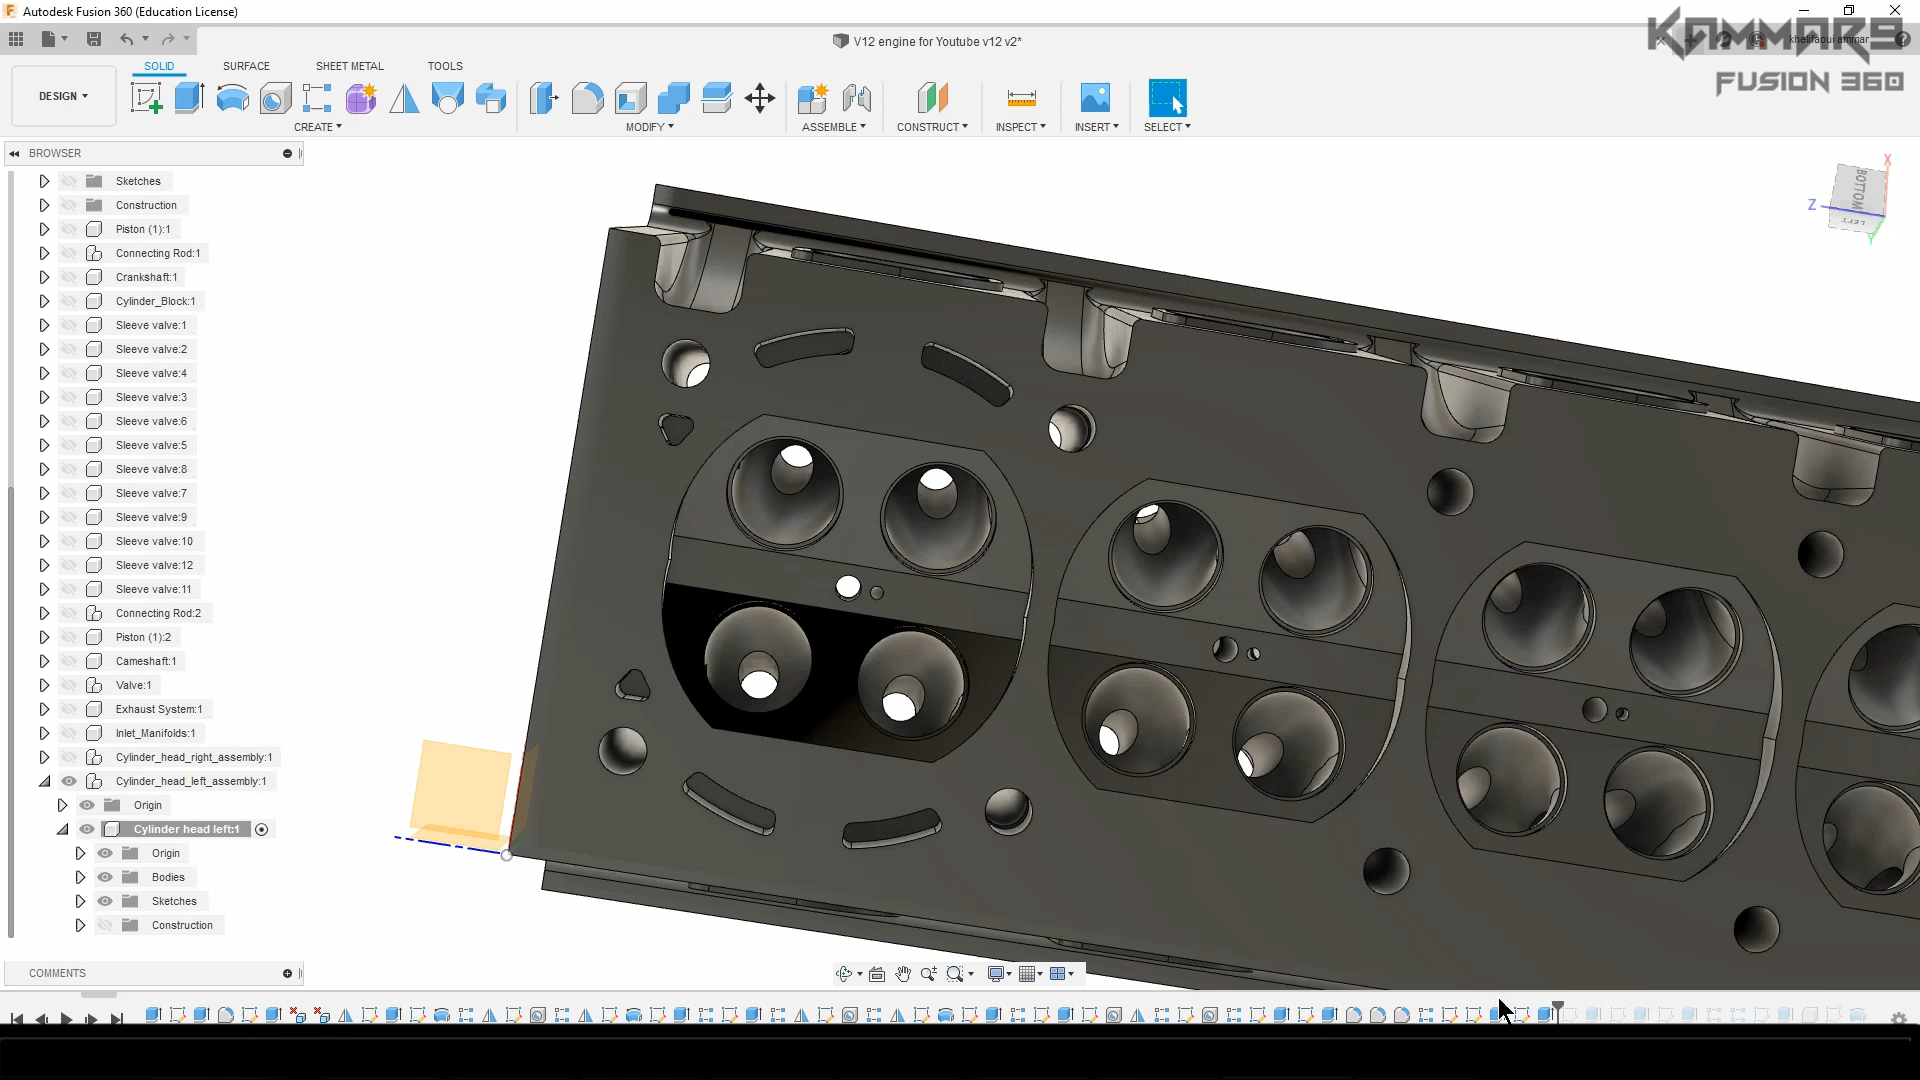 Autodesk Fusion 360 (Education License)
KAMMAR9
FUSION 360
V12 engine for Youtube v12 v2*
khelifaoui ammar
SOLID
SURFACE
SHEET METAL
TOOLS
DESIGN
CREATE
MODIFY
ASSEMBLE
CONSTRUCT
INSPECT
INSERT
SELECT
BROWSER
Sketches
Construction
Piston (1):1
Connecting Rod:1
Crankshaft:1
Cylinder_Block:1
Sleeve valve:1
Sleeve valve:2
Sleeve valve:4
Sleeve valve:3
Sleeve valve:6
Sleeve valve:5
Sleeve valve:8
Sleeve valve:7
Sleeve valve:9
Sleeve valve:10
Sleeve valve:12
Sleeve valve:11
Connecting Rod:2
Piston (1):2
Cameshaft:1
Valve:1
Exhaust System:1
Inlet_Manifolds:1
Cylinder_head_right_assembly:1
Cylinder_head_left_assembly:1
Origin
Cylinder head left:1
Origin
Bodies
Sketches
Construction
COMMENTS
X
BOTTOM
Z
LEFT
Y